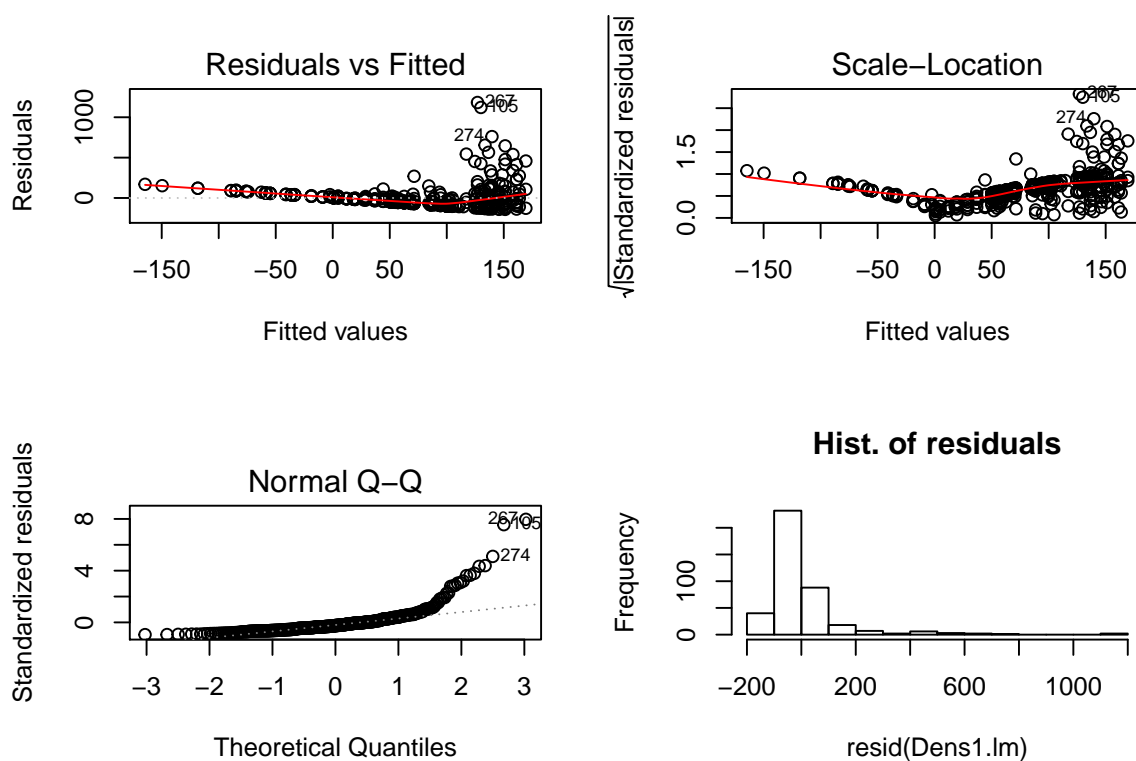 Residuals vs Fitted
Residuals
0 1000
267
105
274
−150 −50 0 50 150
Fitted values
Scale−Location
√|Standardized residuals|
0.0 1.5
267
105
274
−150 −50 0 50 150
Fitted values
Normal Q−Q
Standardized residuals
0 4 8
267
105
274
−3 −2 −1 0 1 2 3
Theoretical Quantiles
Hist. of residuals
Frequency
0 100
−200 200 600 1000
resid(Dens1.lm)